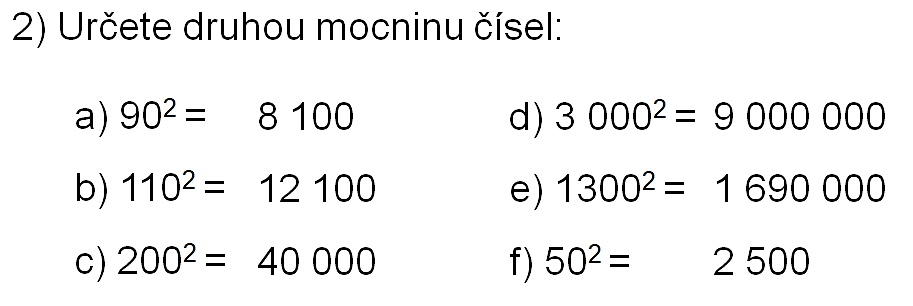 2) Určete druhou mocninu čísel:
a) 90² = 8 100
d) 3 000² = 9 000 000
b) 110² = 12 100
e) 1300² = 1 690 000
c) 200² = 40 000
f) 50² = 2 500